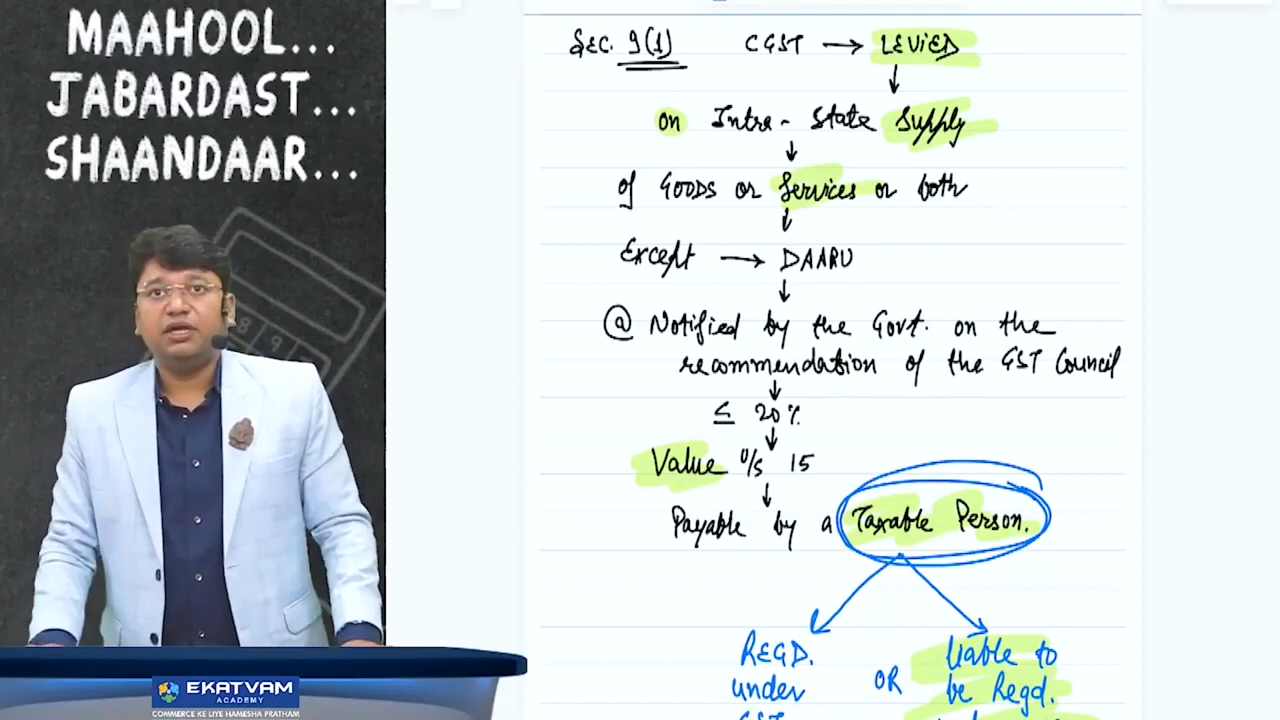 MAAHOOL...
JABARDAST...
SHAANDAAR...
EKATVAM
ACADEMY
COMMERCE KE LIYE HAMESHA PRATHAM
SEC. 9(1) CGST → LEVIED
↓
on Intra-State Supply
↓
of GOODS or Services or both
↓
Except → DAARU
↓
@ Notified by the Govt. on the
recommendation of the GST Council
↓
≤ 20%
↓
Value u/s 15
↓
Payable by a Taxable Person.
REGD. OR liable to
under be Regd.